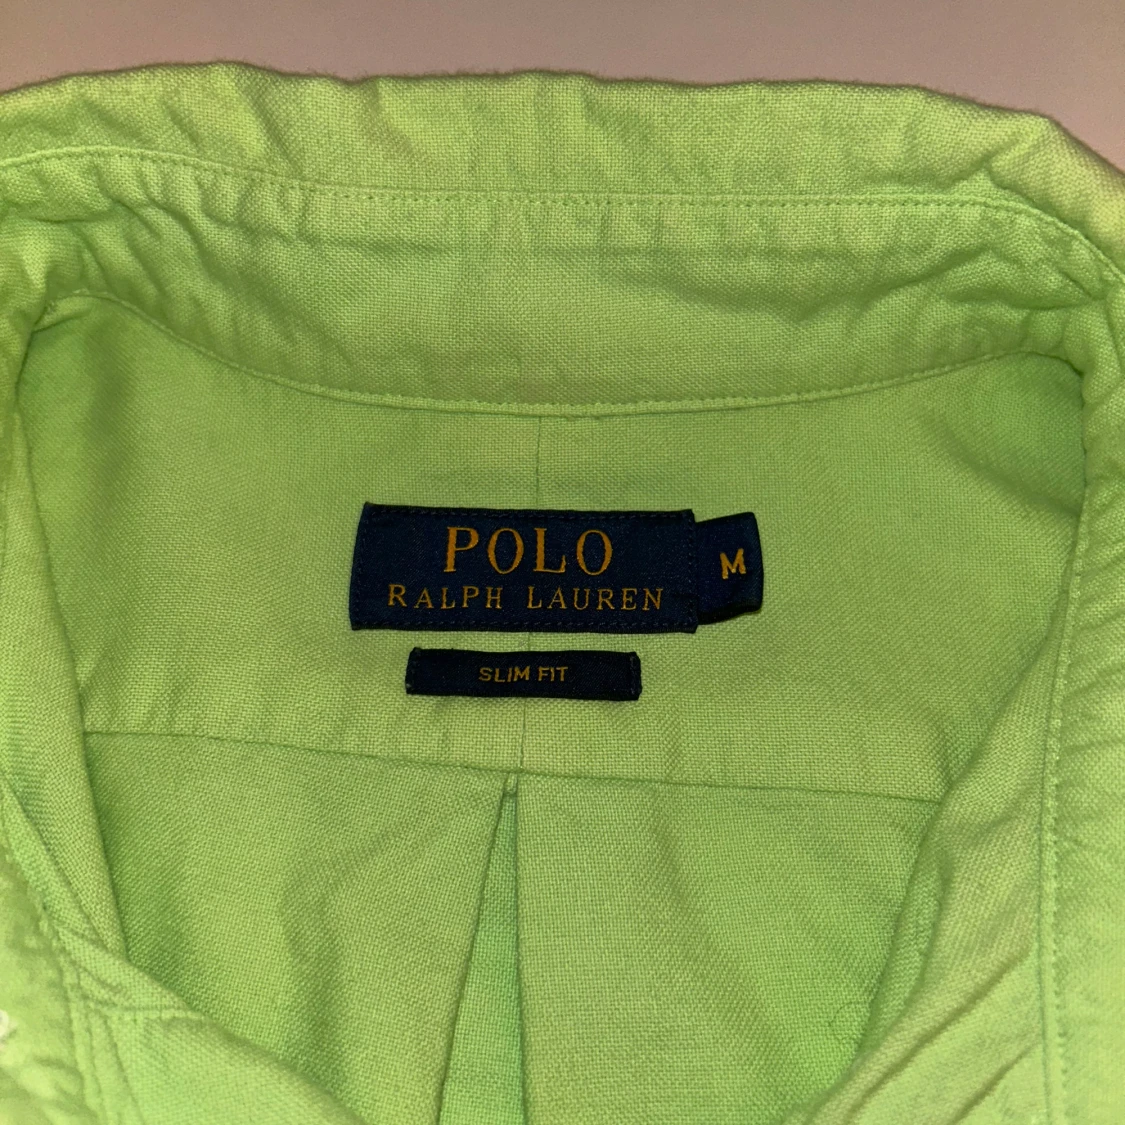 POLO
RALPH LAUREN
M
SLIM FIT